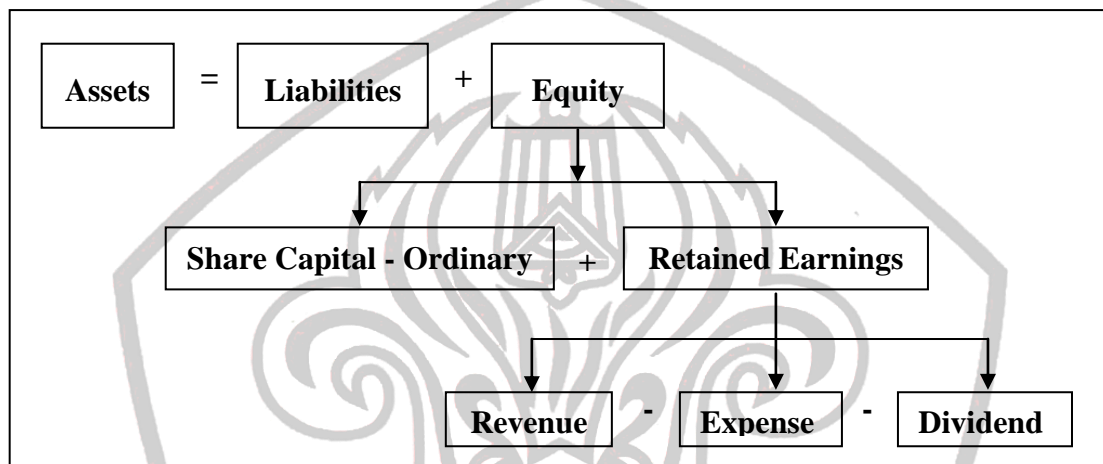 Assets = Liabilities + Equity
Share Capital - Ordinary + Retained Earnings
Revenue - Expense - Dividend